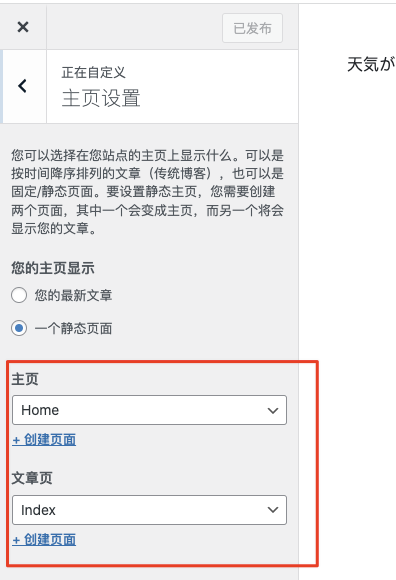 已发布
正在自定义
主页设置
天気が
您可以选择在您站点的主页上显示什么。可以是
按时间降序排列的文章（传统博客），也可以是
固定/静态页面。要设置静态主页，您需要创建
两个页面，其中一个会变成主页，而另一个将会
显示您的文章。
您的主页显示
您的最新文章
一个静态页面
主页
Home
+ 创建页面
文章页
Index
+ 创建页面